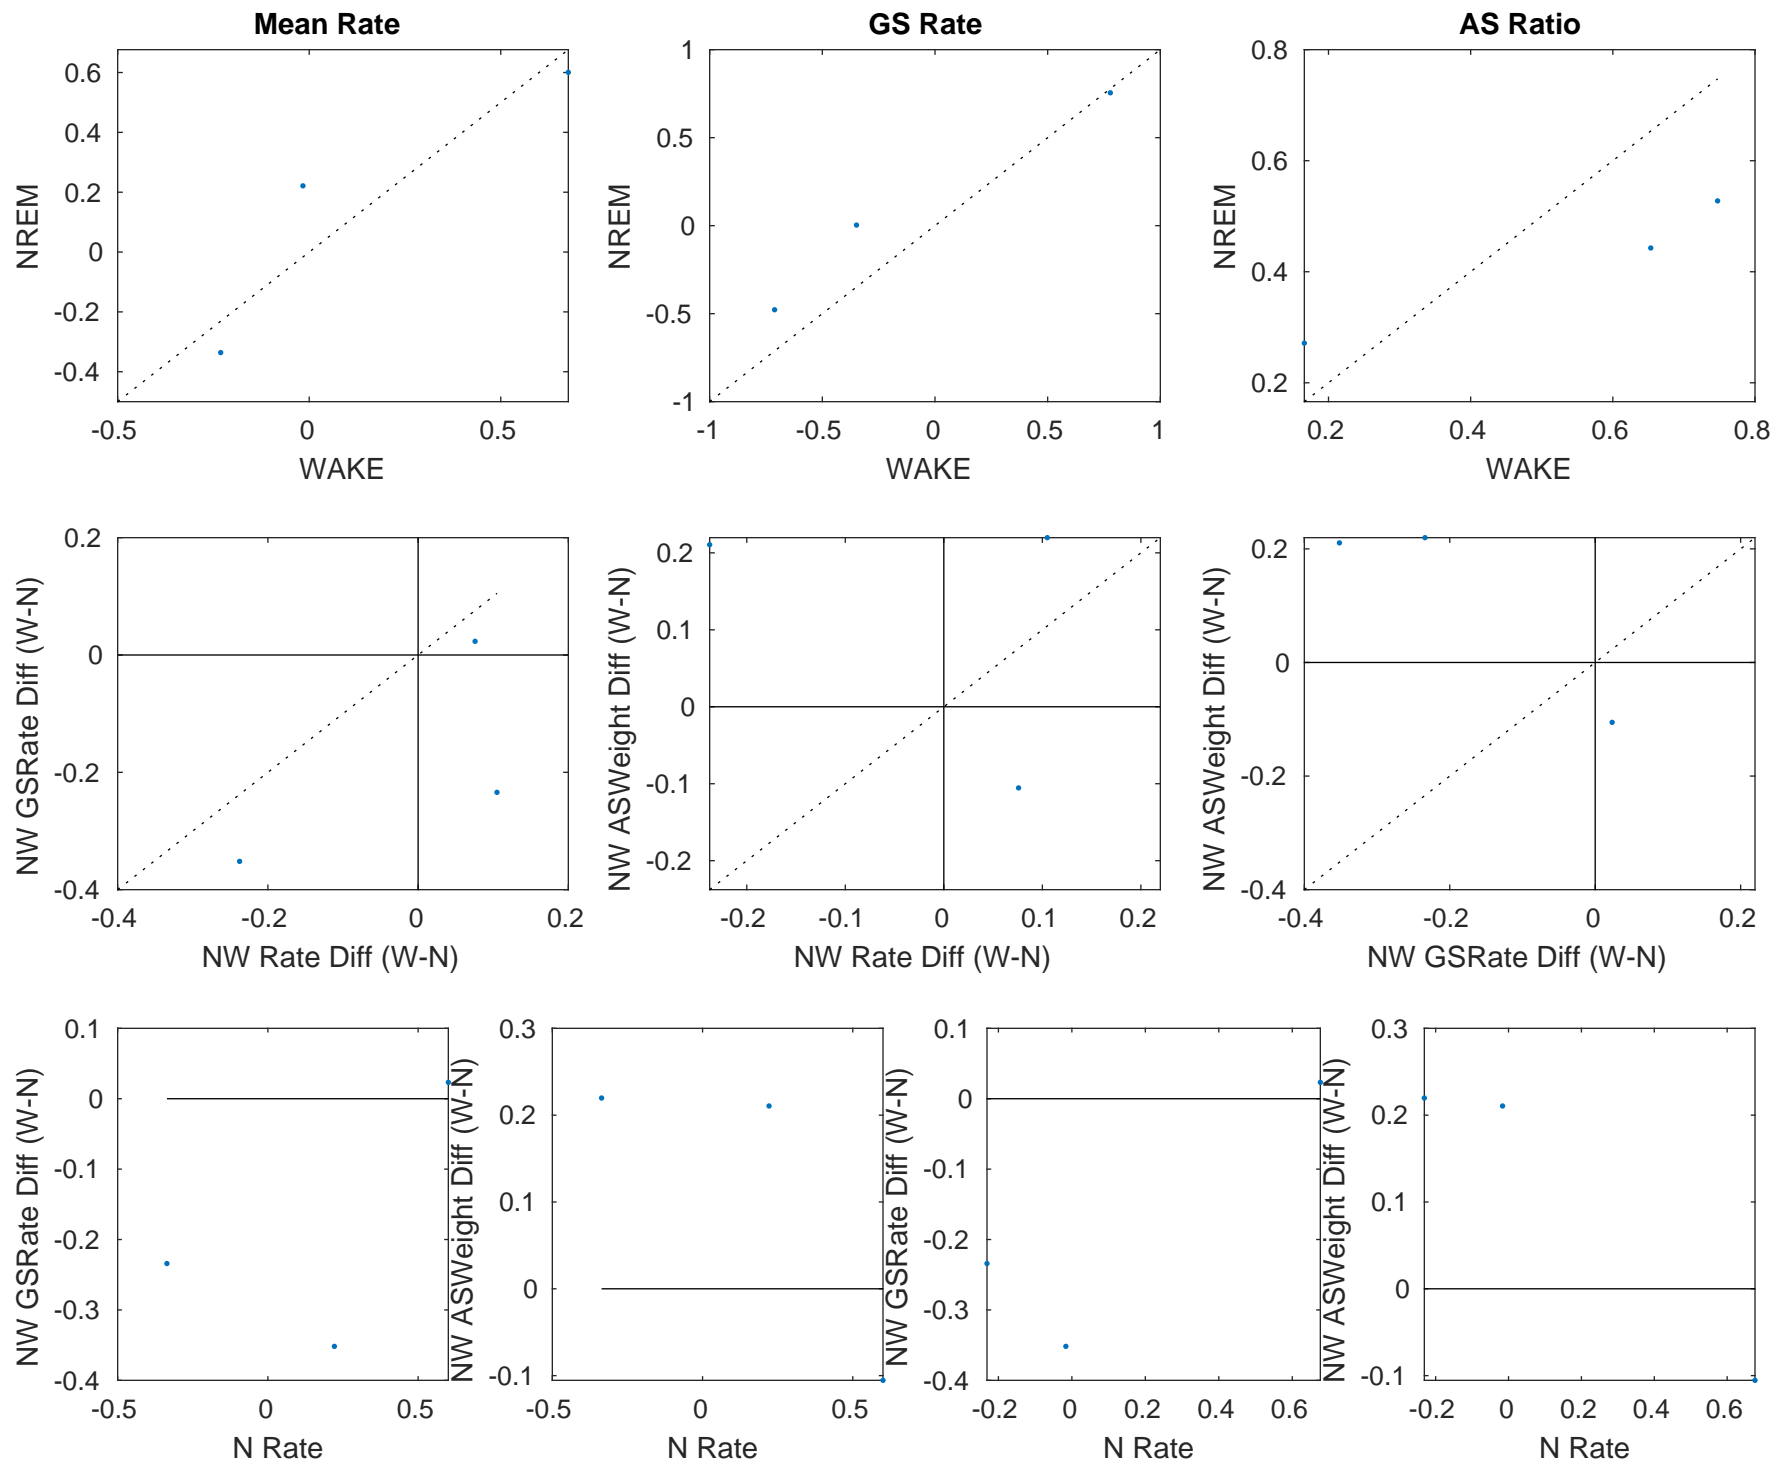 Mean Rate
0.6
0.4
0.2
0
-0.2
-0.4
NREM
-0.5 0 0.5
WAKE
GS Rate
1
0.5
0
-0.5
-1
NREM
-1 -0.5 0 0.5 1
WAKE
AS Ratio
0.8
0.6
0.4
0.2
NREM
0.2 0.4 0.6 0.8
WAKE
0.2
0
-0.2
-0.4
NW GSRate Diff (W-N)
-0.4 -0.2 0 0.2
NW Rate Diff (W-N)
0.2
0.1
0
-0.1
-0.2
NW ASWeight Diff (W-N)
-0.2 -0.1 0 0.1 0.2
NW Rate Diff (W-N)
0.2
0
-0.2
-0.4
NW ASWeight Diff (W-N)
-0.4 -0.2 0 0.2
NW GSRate Diff (W-N)
0.1
0
-0.1
-0.2
-0.3
-0.4
NW GSRate Diff (W-N)
-0.5 0 0.5
N Rate
0.3
0.2
0.1
0
-0.1
NW ASWeight Diff (W-N)
-0.5 0 0.5
N Rate
0.1
0
-0.1
-0.2
-0.3
-0.4
NW GSRate Diff (W-N)
-0.2 0 0.2 0.4 0.6
N Rate
0.3
0.2
0.1
0
-0.1
NW ASWeight Diff (W-N)
-0.2 0 0.2 0.4 0.6
N Rate